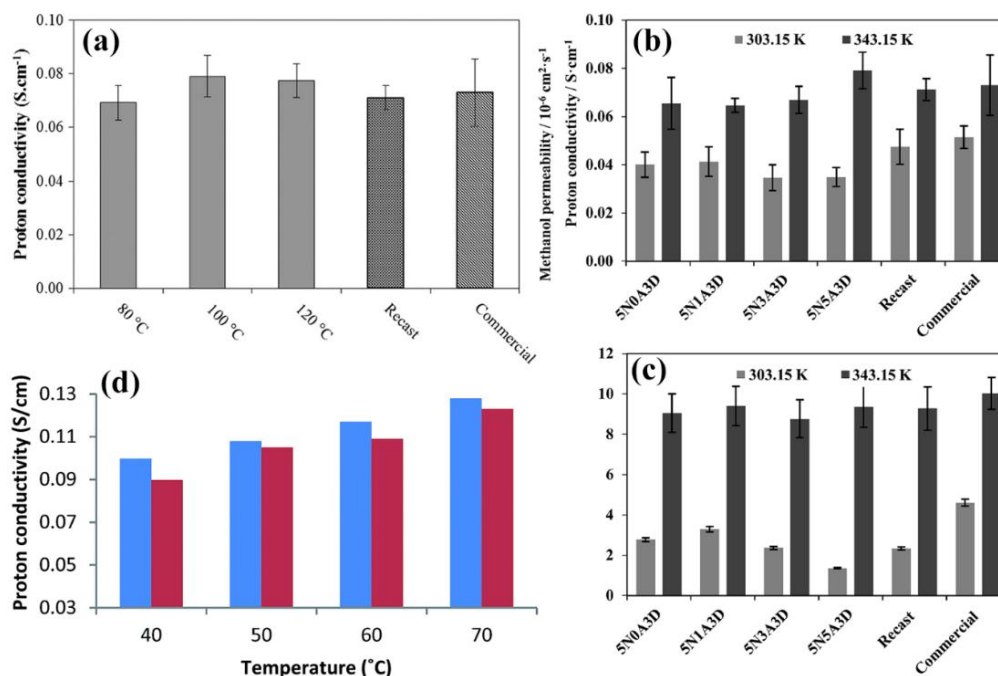 (a)
Proton conductivity (S.cm⁻¹)
0.10
0.08
0.06
0.04
0.02
0.00
80 °C
100 °C
120 °C
Recast
Commercial
(b)
303.15 K
343.15 K
Methanol permeability / 10⁻⁶ cm²·s⁻¹
Proton conductivity / S·cm⁻¹
0.10
0.08
0.06
0.04
0.02
0.00
5N0A3D
5N1A3D
5N3A3D
5N5A3D
Recast
Commercial
(d)
Proton conductivity (S/cm)
0.13
0.11
0.09
0.07
0.05
0.03
40
50
60
70
Temperature (˚C)
(c)
303.15 K
343.15 K
12
10
8
6
4
2
0
5N0A3D
5N1A3D
5N3A3D
5N5A3D
Recast
Commercial